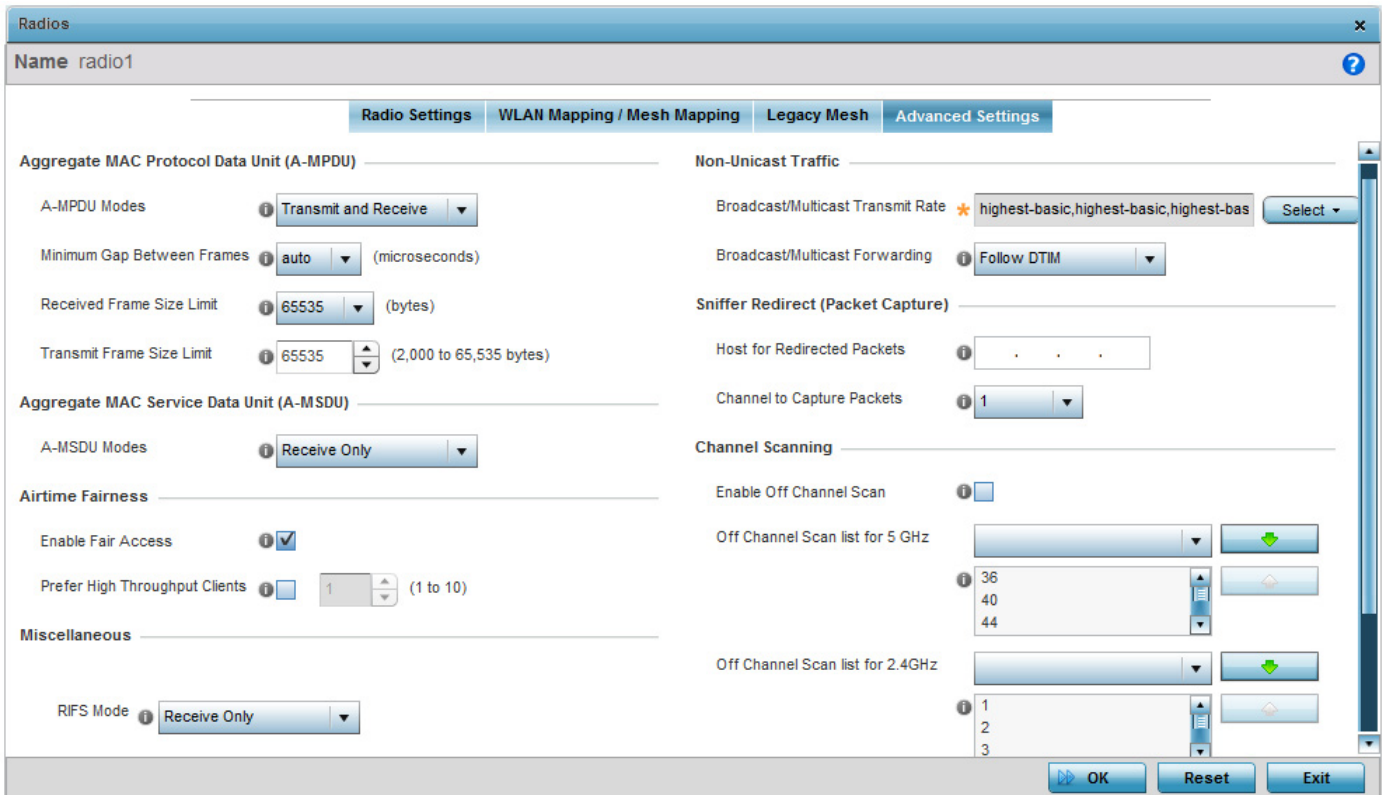 Radios
Name radio1
Radio Settings
WLAN Mapping / Mesh Mapping
Legacy Mesh
Advanced Settings
Aggregate MAC Protocol Data Unit (A-MPDU)
A-MPDU Modes Transmit and Receive
Minimum Gap Between Frames auto (microseconds)
Received Frame Size Limit 65535 (bytes)
Transmit Frame Size Limit 65535 (2,000 to 65,535 bytes)
Aggregate MAC Service Data Unit (A-MSDU)
A-MSDU Modes Receive Only
Airtime Fairness
Enable Fair Access
Prefer High Throughput Clients 1 (1 to 10)
Miscellaneous
RIFS Mode Receive Only
Non-Unicast Traffic
Broadcast/Multicast Transmit Rate highest-basic,highest-basic,highest-bas Select
Broadcast/Multicast Forwarding Follow DTIM
Sniffer Redirect (Packet Capture)
Host for Redirected Packets . . .
Channel to Capture Packets 1
Channel Scanning
Enable Off Channel Scan
Off Channel Scan list for 5 GHz
36
40
44
Off Channel Scan list for 2.4GHz
1
2
3
OK
Reset
Exit